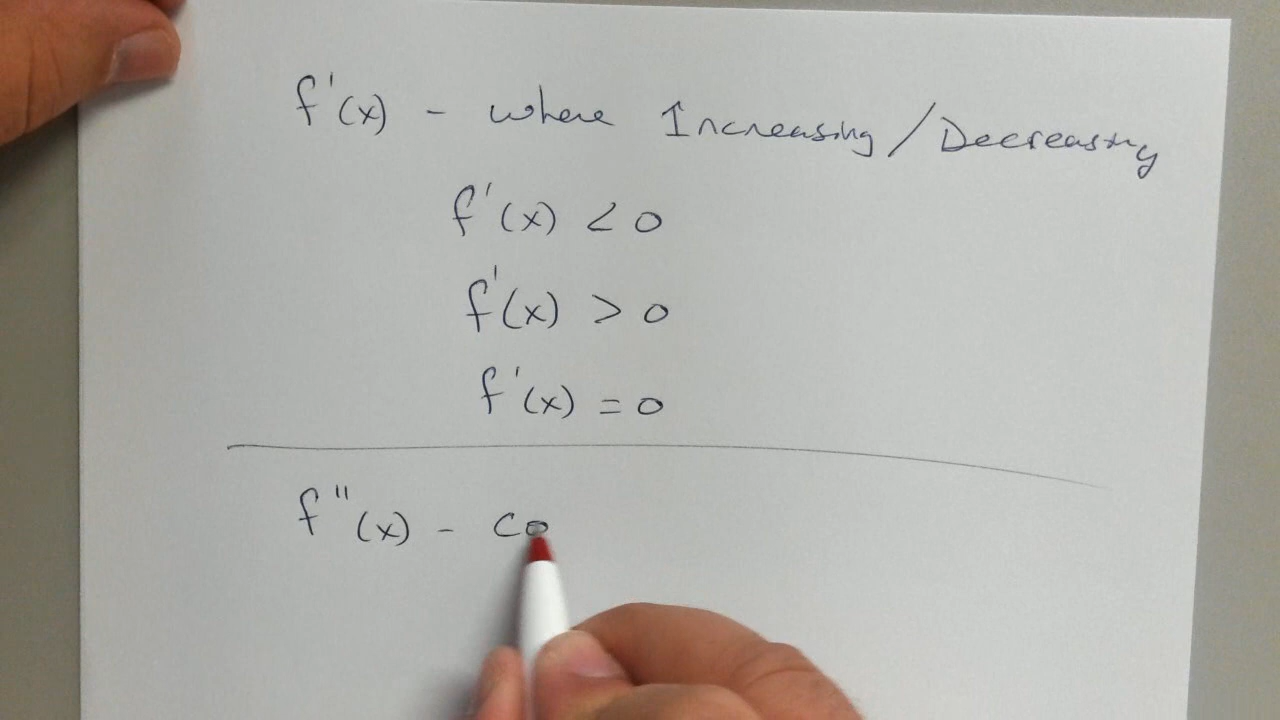 f'(x) - where Increasing/Decreasing
f'(x) < 0
f'(x) > 0
f'(x) = 0
f"(x) - co